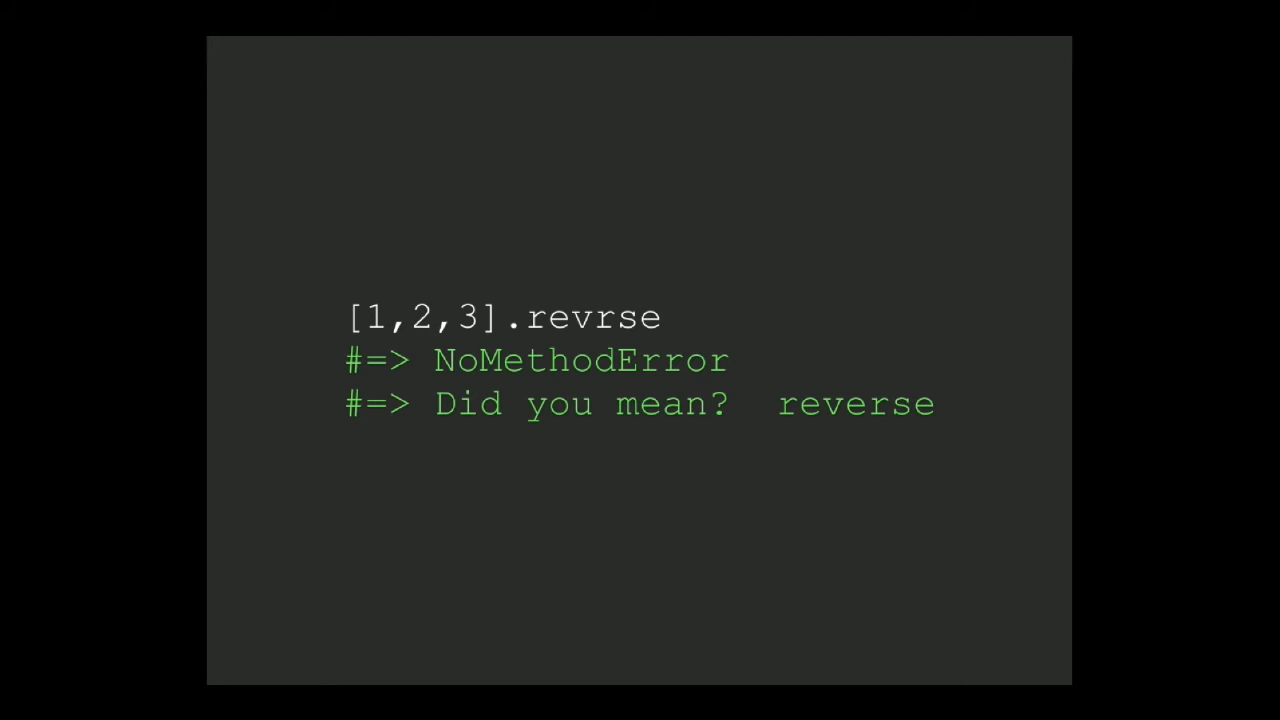 [1,2,3].revrse
#=> NoMethodError
#=> Did you mean?  reverse